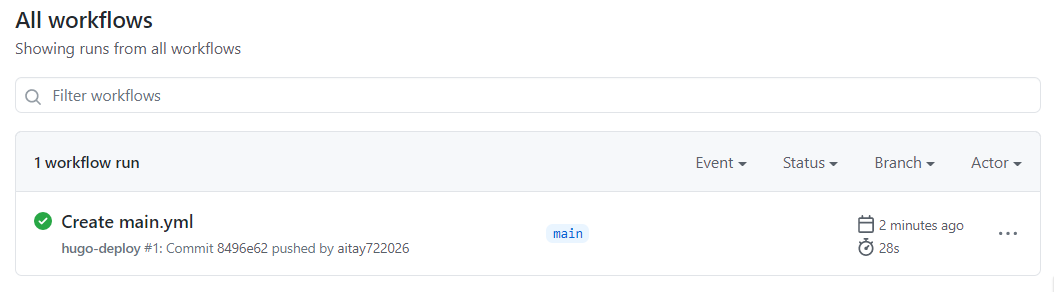 All workflows
Showing runs from all workflows
Filter workflows
1 workflow run Event Status Branch Actor
Create main.yml
hugo-deploy #1: Commit 8496e62 pushed by aitay722026
main
2 minutes ago
28s